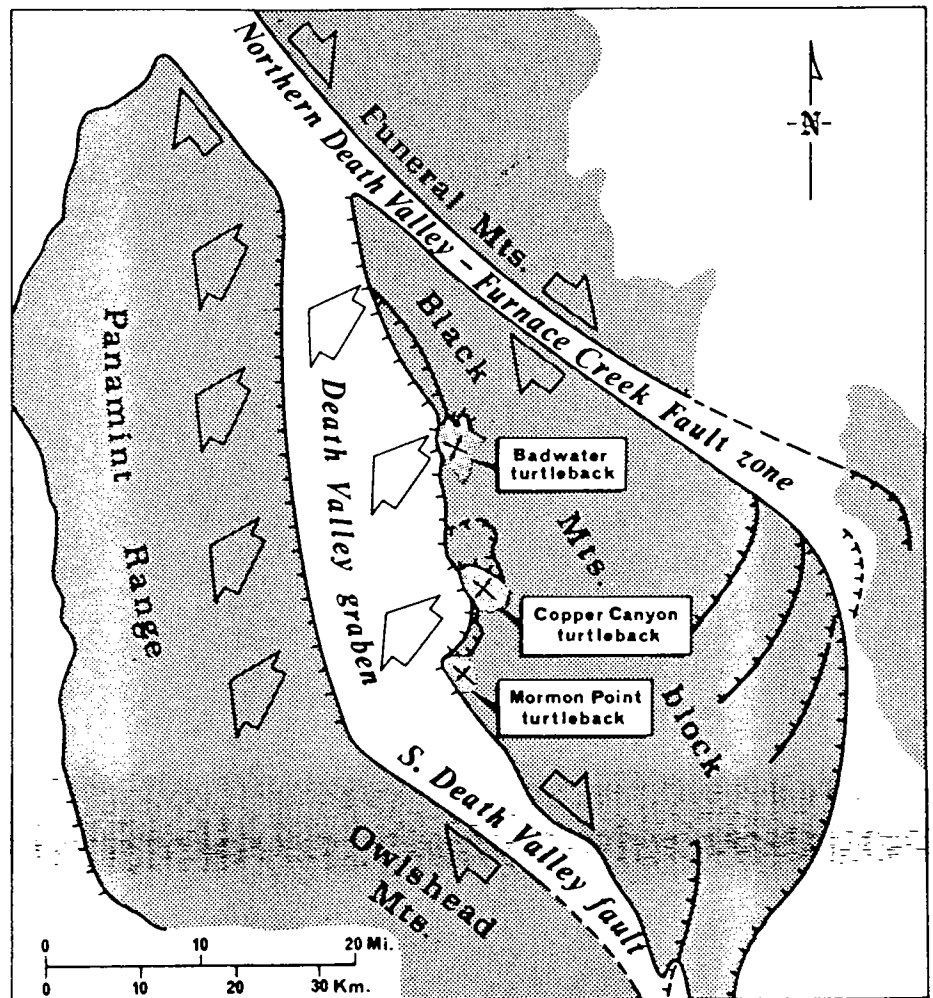 Northern Death Valley - Furnace Creek Fault zone
Funeral Mts.
N
Black
Mts.
block
Panamint
Range
Death Valley graben
Badwater
turtleback
Copper Canyon
turtleback
Mormon Point
turtleback
S. Death Valley fault
Owlshead
Mts.
0 10 20 Mi.
0 10 20 30 Km.